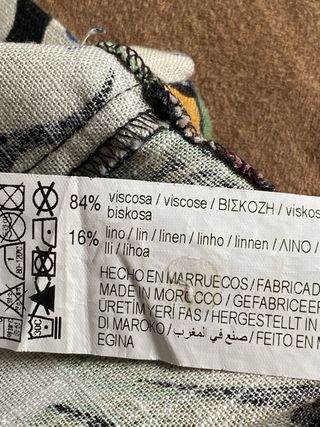 84% viscosa / viscose / ΒΙΣΚΟΖΗ / viskos
biskosa
16% lino / lin / linen / linho / linnen / ΛΙΝΟ /
lli / lihoa
HECHO EN MARRUECOS / FABRICAD
MADE IN MOROCCO / GEFABRICEER
ÜRETİM YERİ FAS / HERGESTELLT IN
DI MAROKO / صنع في المغرب / FEITO EN M
EGINA
30C